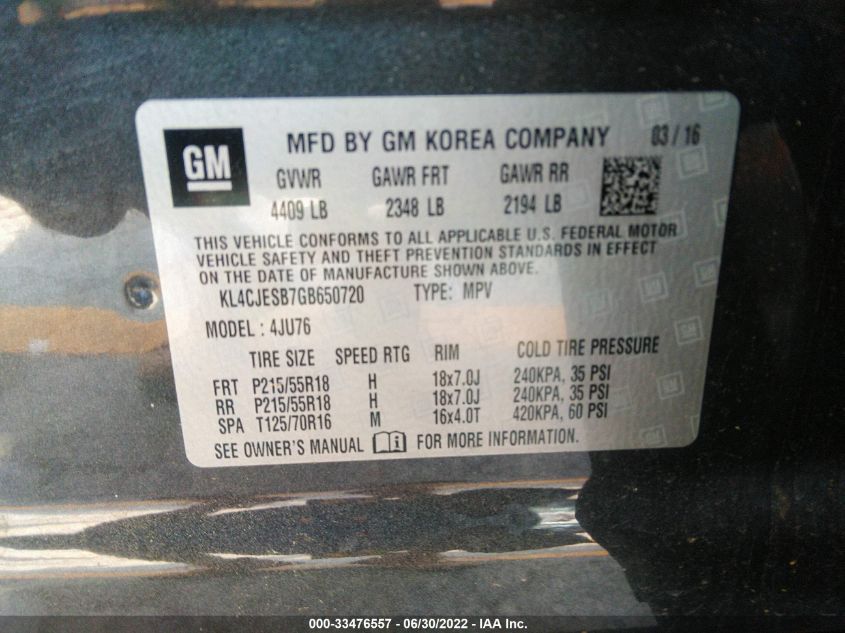 GM
MFD BY GM KOREA COMPANY 03 / 16
GVWR GAWR FRT GAWR RR
4409 LB 2348 LB 2194 LB
THIS VEHICLE CONFORMS TO ALL APPLICABLE U.S. FEDERAL MOTOR
VEHICLE SAFETY AND THEFT PREVENTION STANDARDS IN EFFECT
ON THE DATE OF MANUFACTURE SHOWN ABOVE.
KL4CJESB7GB650720 TYPE: MPV
MODEL : 4JU76
TIRE SIZE SPEED RTG RIM COLD TIRE PRESSURE
FRT P215/55R18 H 18x7.0J 240KPA, 35 PSI
RR P215/55R18 H 18x7.0J 240KPA, 35 PSI
SPA T125/70R16 M 16x4.0T 420KPA, 60 PSI
SEE OWNER'S MANUAL FOR MORE INFORMATION.
000-33476557 - 06/30/2022 - IAA Inc.